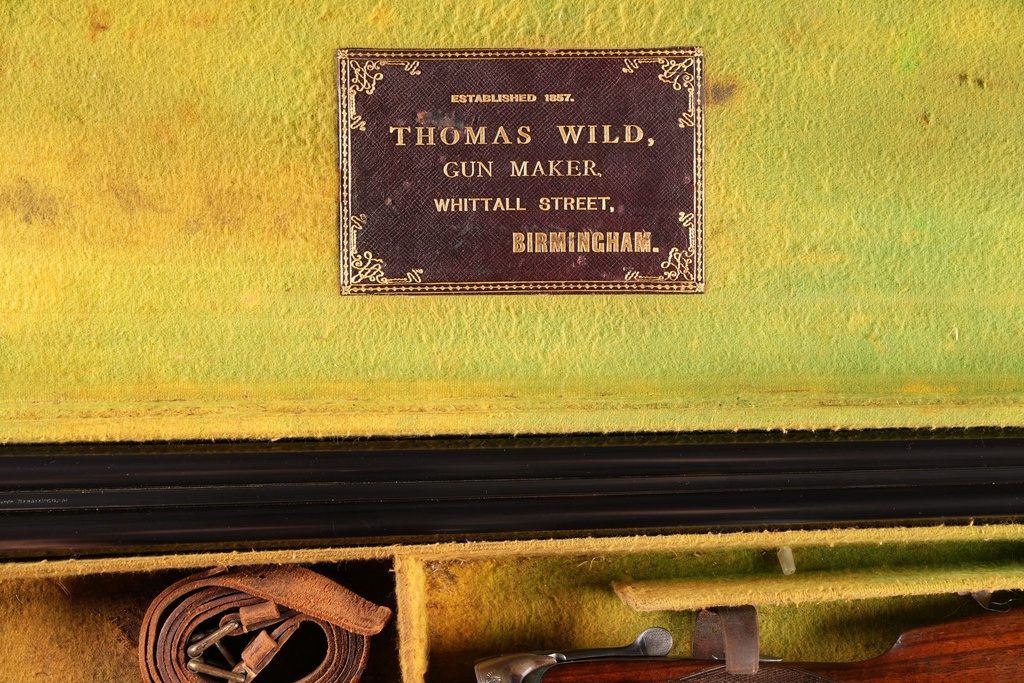 ESTABLISHED 1857.
THOMAS WILD,
GUN MAKER,
WHITTALL STREET,
BIRMINGHAM.